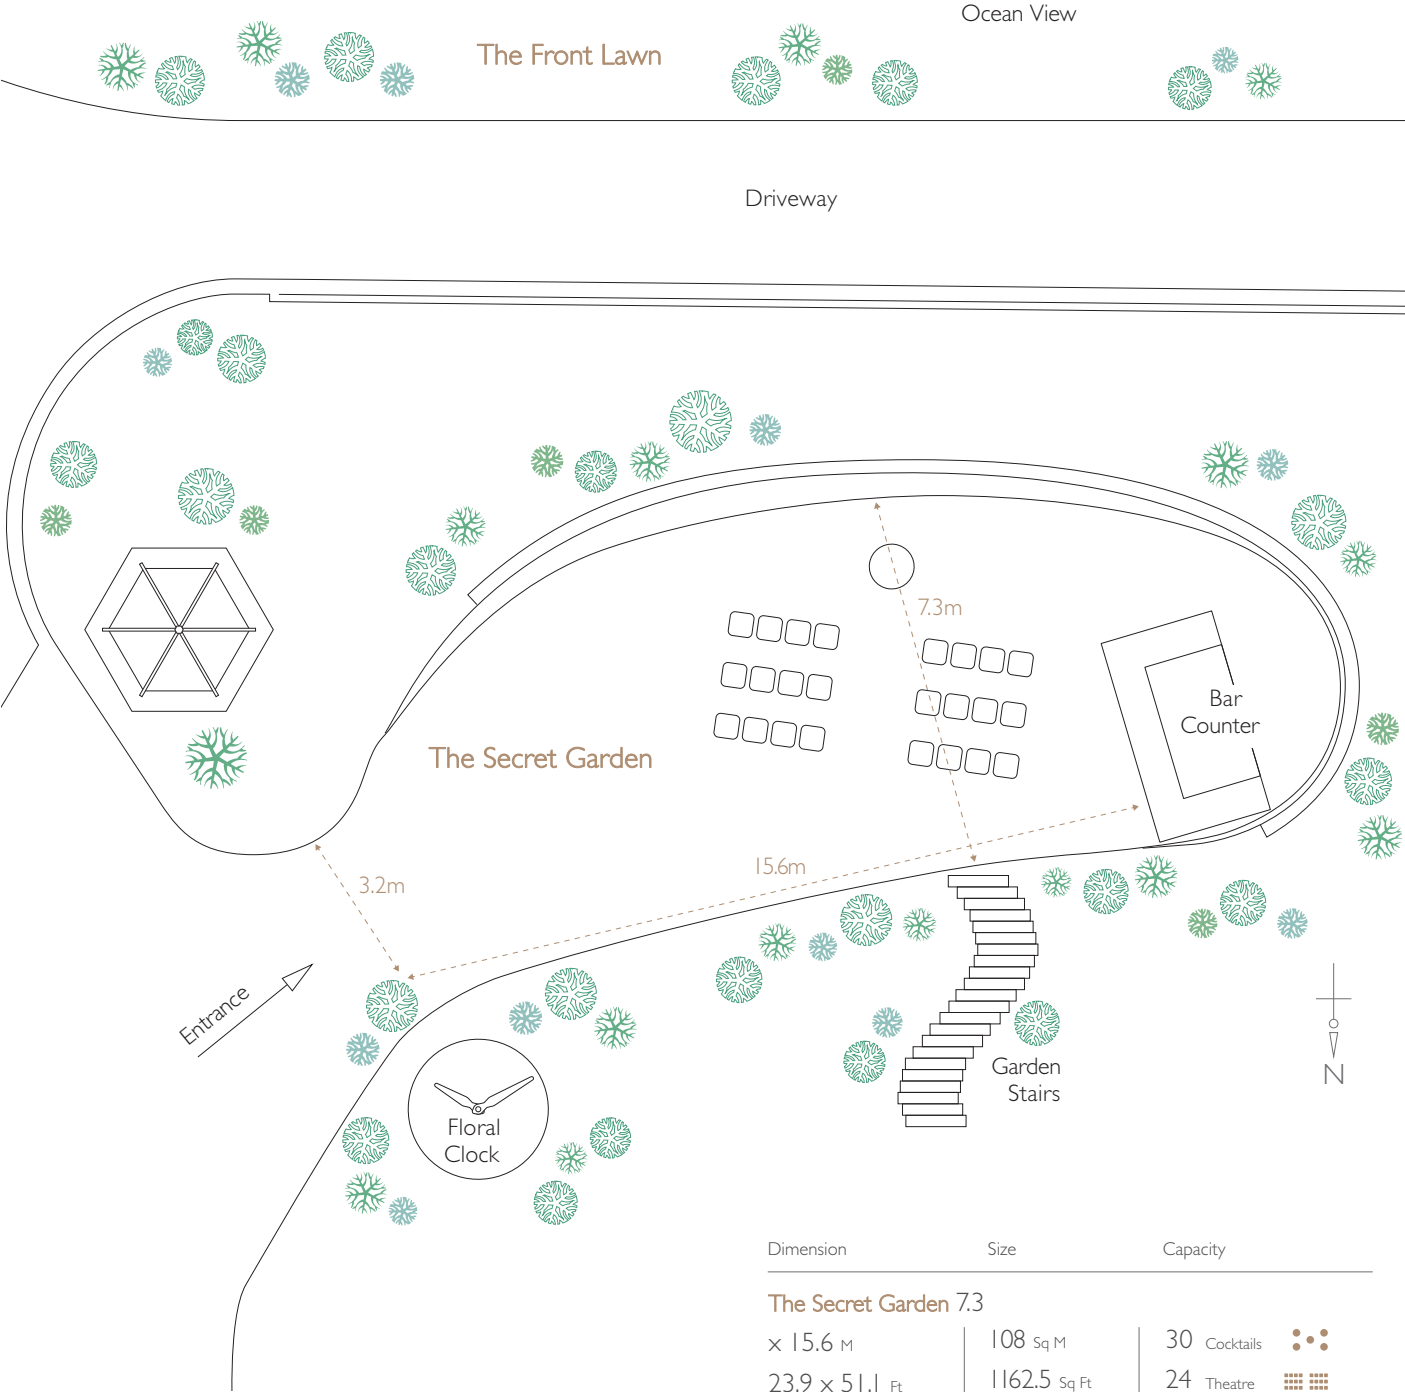 Ocean View
The Front Lawn
Driveway
7.3m
Bar
Counter
The Secret Garden
15.6m
3.2m
Entrance
Garden
Stairs
N
Floral
Clock
Dimension Size Capacity
The Secret Garden 7.3
x 15.6 M 108 Sq M 30 Cocktails
23.9 x 51.1 Ft 1162.5 Sq Ft 24 Theatre